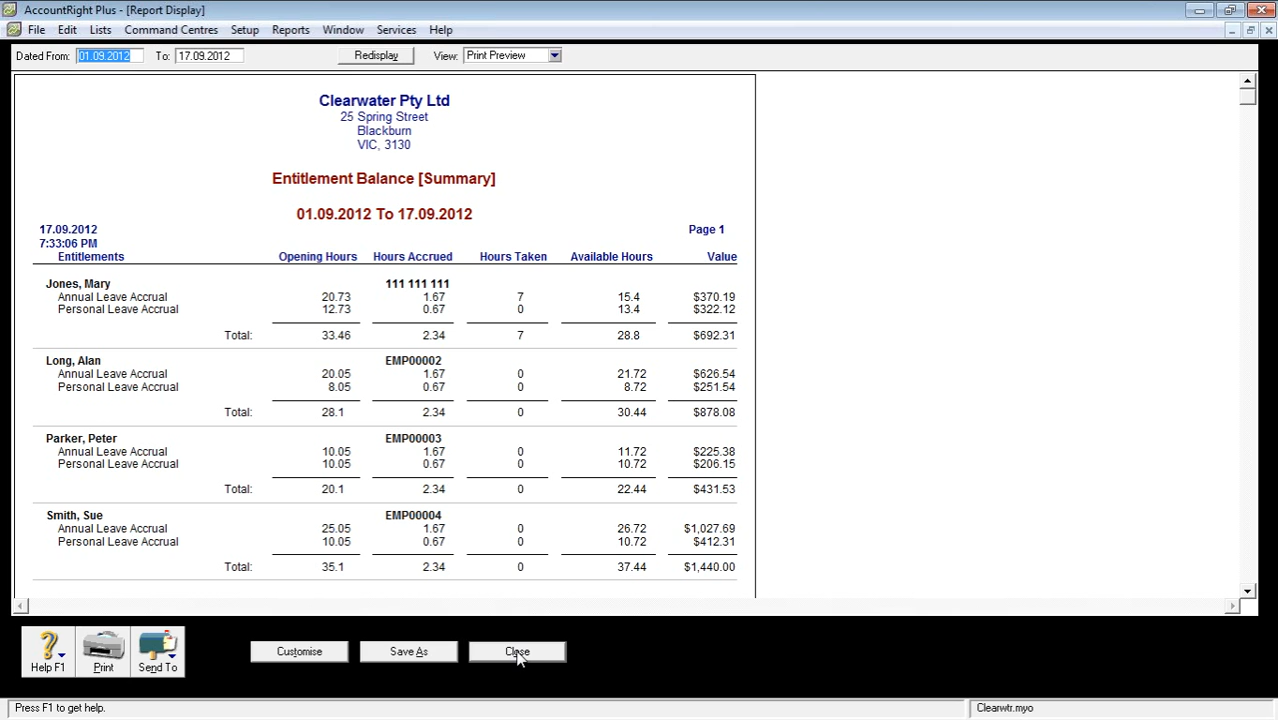 AccountRight Plus - [Report Display]
File Edit Lists Command Centres Setup Reports Window Services Help
Dated From: 01.09.2012 To: 17.09.2012 Redisplay View: Print Preview
Clearwater Pty Ltd
25 Spring Street
Blackburn
VIC, 3130
Entitlement Balance [Summary]
01.09.2012 To 17.09.2012
17.09.2012 Page 1
7:33:06 PM
Entitlements Opening Hours Hours Accrued Hours Taken Available Hours Value
Jones, Mary 111 111 111
Annual Leave Accrual 20.73 1.67 7 15.4 $370.19
Personal Leave Accrual 12.73 0.67 0 13.4 $322.12
Total: 33.46 2.34 7 28.8 $692.31
Long, Alan EMP00002
Annual Leave Accrual 20.05 1.67 0 21.72 $626.54
Personal Leave Accrual 8.05 0.67 0 8.72 $251.54
Total: 28.1 2.34 0 30.44 $878.08
Parker, Peter EMP00003
Annual Leave Accrual 10.05 1.67 0 11.72 $225.38
Personal Leave Accrual 10.05 0.67 0 10.72 $206.15
Total: 20.1 2.34 0 22.44 $431.53
Smith, Sue EMP00004
Annual Leave Accrual 25.05 1.67 0 26.72 $1,027.69
Personal Leave Accrual 10.05 0.67 0 10.72 $412.31
Total: 35.1 2.34 0 37.44 $1,440.00
Help F1 Print Send To Customise Save As Close
Press F1 to get help. Clearwtr.myo